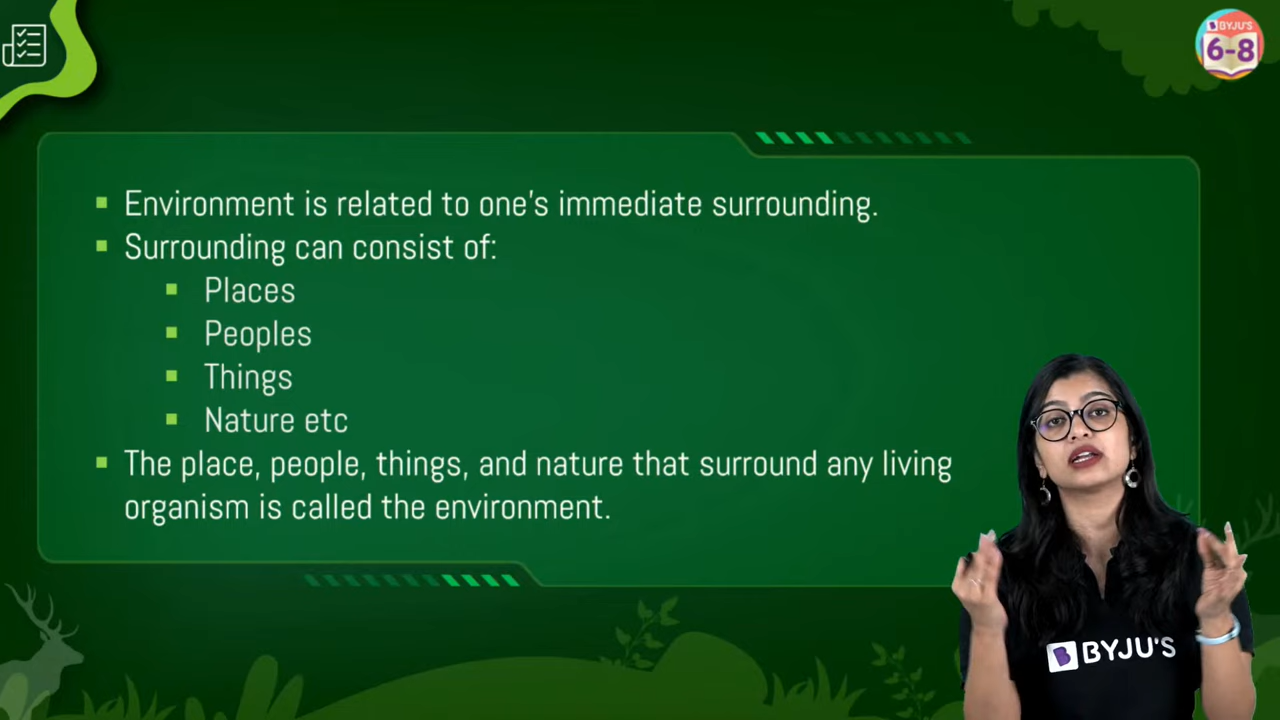 BYJU'S
6-8
Environment is related to one's immediate surrounding.
Surrounding can consist of:
Places
Peoples
Things
Nature etc
The place, people, things, and nature that surround any living
organism is called the environment.
BYJU'S